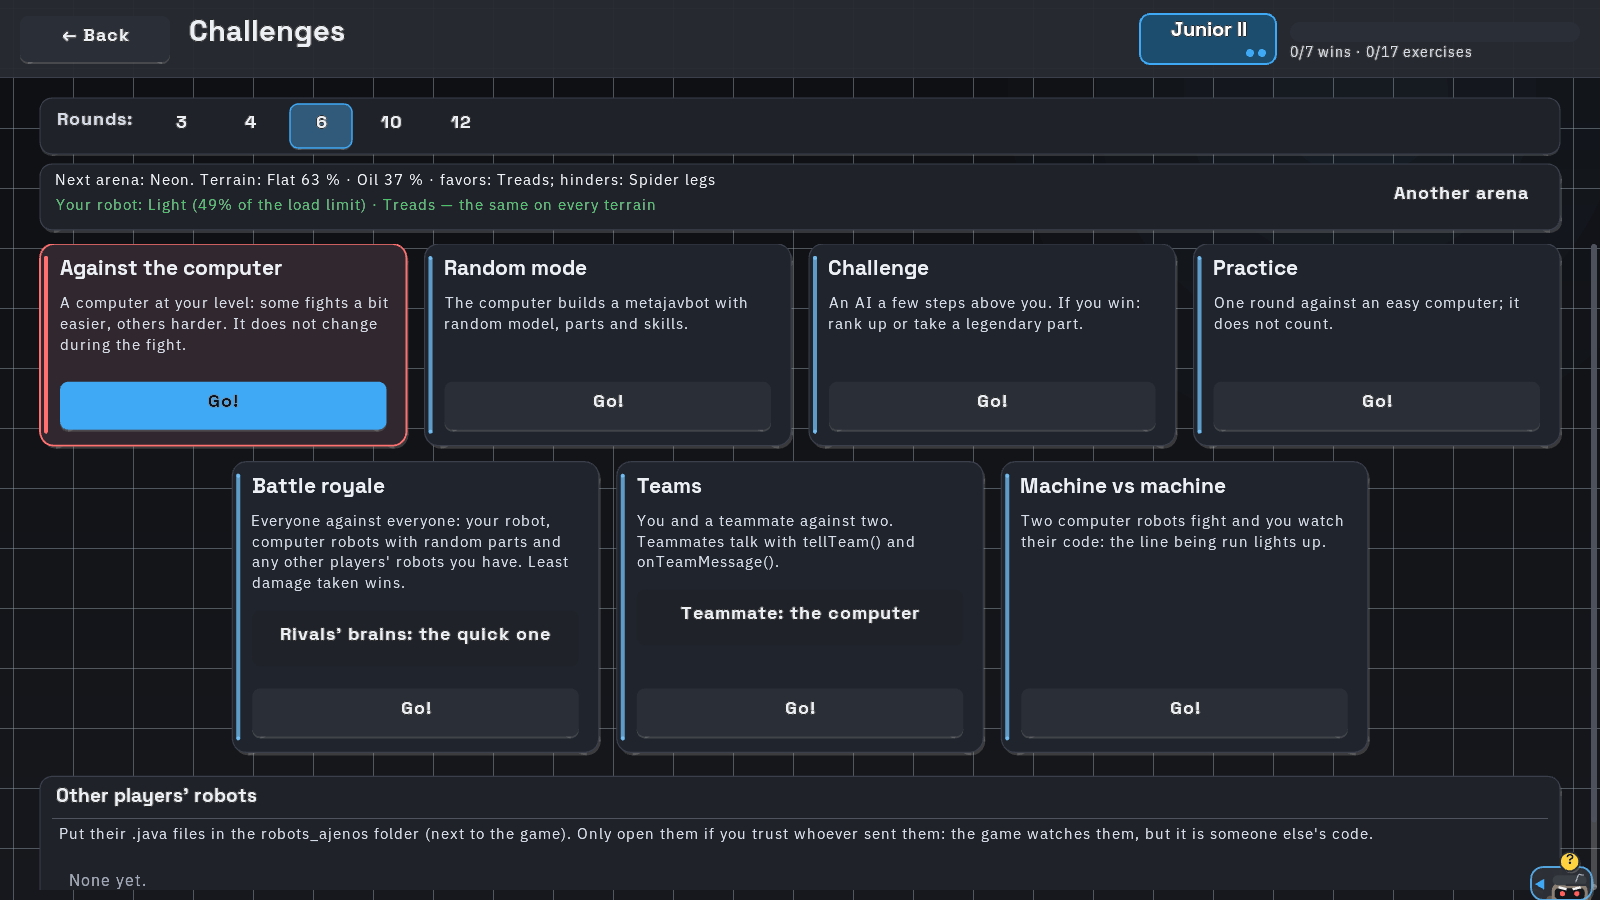 ← Back
Challenges
Junior II
0/7 wins · 0/17 exercises
Rounds: 3 4 6 10 12
Next arena: Neon. Terrain: Flat 63 % · Oil 37 % · favors: Treads; hinders: Spider legs
Your robot: Light (49% of the load limit) · Treads — the same on every terrain
Another arena
Against the computer
A computer at your level: some fights a bit
easier, others harder. It does not change
during the fight.
Go!
Random mode
The computer builds a metajavbot with
random model, parts and skills.
Go!
Challenge
An AI a few steps above you. If you win:
rank up or take a legendary part.
Go!
Practice
One round against an easy computer; it
does not count.
Go!
Battle royale
Everyone against everyone: your robot,
computer robots with random parts and
any other players' robots you have. Least
damage taken wins.
Rivals' brains: the quick one
Go!
Teams
You and a teammate against two.
Teammates talk with tellTeam() and
onTeamMessage().
Teammate: the computer
Go!
Machine vs machine
Two computer robots fight and you watch
their code: the line being run lights up.
Go!
Other players' robots
Put their .java files in the robots_ajenos folder (next to the game). Only open them if you trust whoever sent them: the game watches them, but it is someone else's code.
None yet.
?